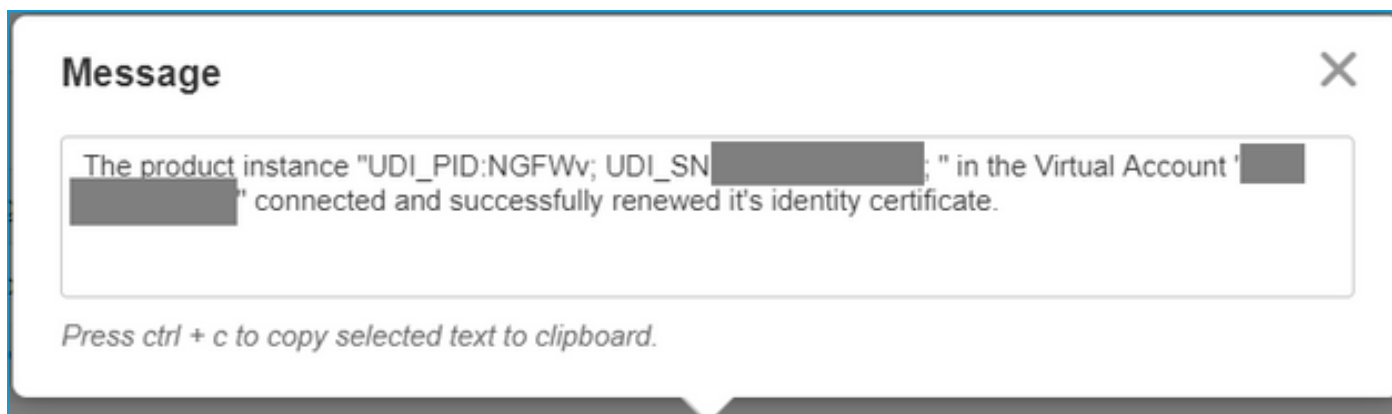 Message
The product instance "UDI_PID:NGFWv; UDI_SN ; " in the Virtual Account '
" connected and successfully renewed it's identity certificate.
Press ctrl + c to copy selected text to clipboard.